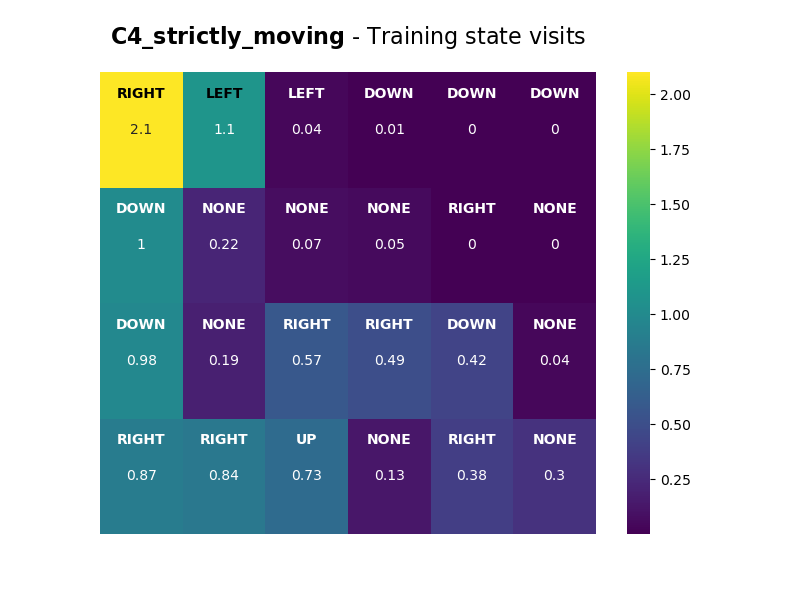 C4_strictly_moving - Training state visits
RIGHT LEFT LEFT DOWN DOWN DOWN
2.1 1.1 0.04 0.01 0 0
DOWN NONE NONE NONE RIGHT NONE
1 0.22 0.07 0.05 0 0
DOWN NONE RIGHT RIGHT DOWN NONE
0.98 0.19 0.57 0.49 0.42 0.04
RIGHT RIGHT UP NONE RIGHT NONE
0.87 0.84 0.73 0.13 0.38 0.3
2.00
1.75
1.50
1.25
1.00
0.75
0.50
0.25